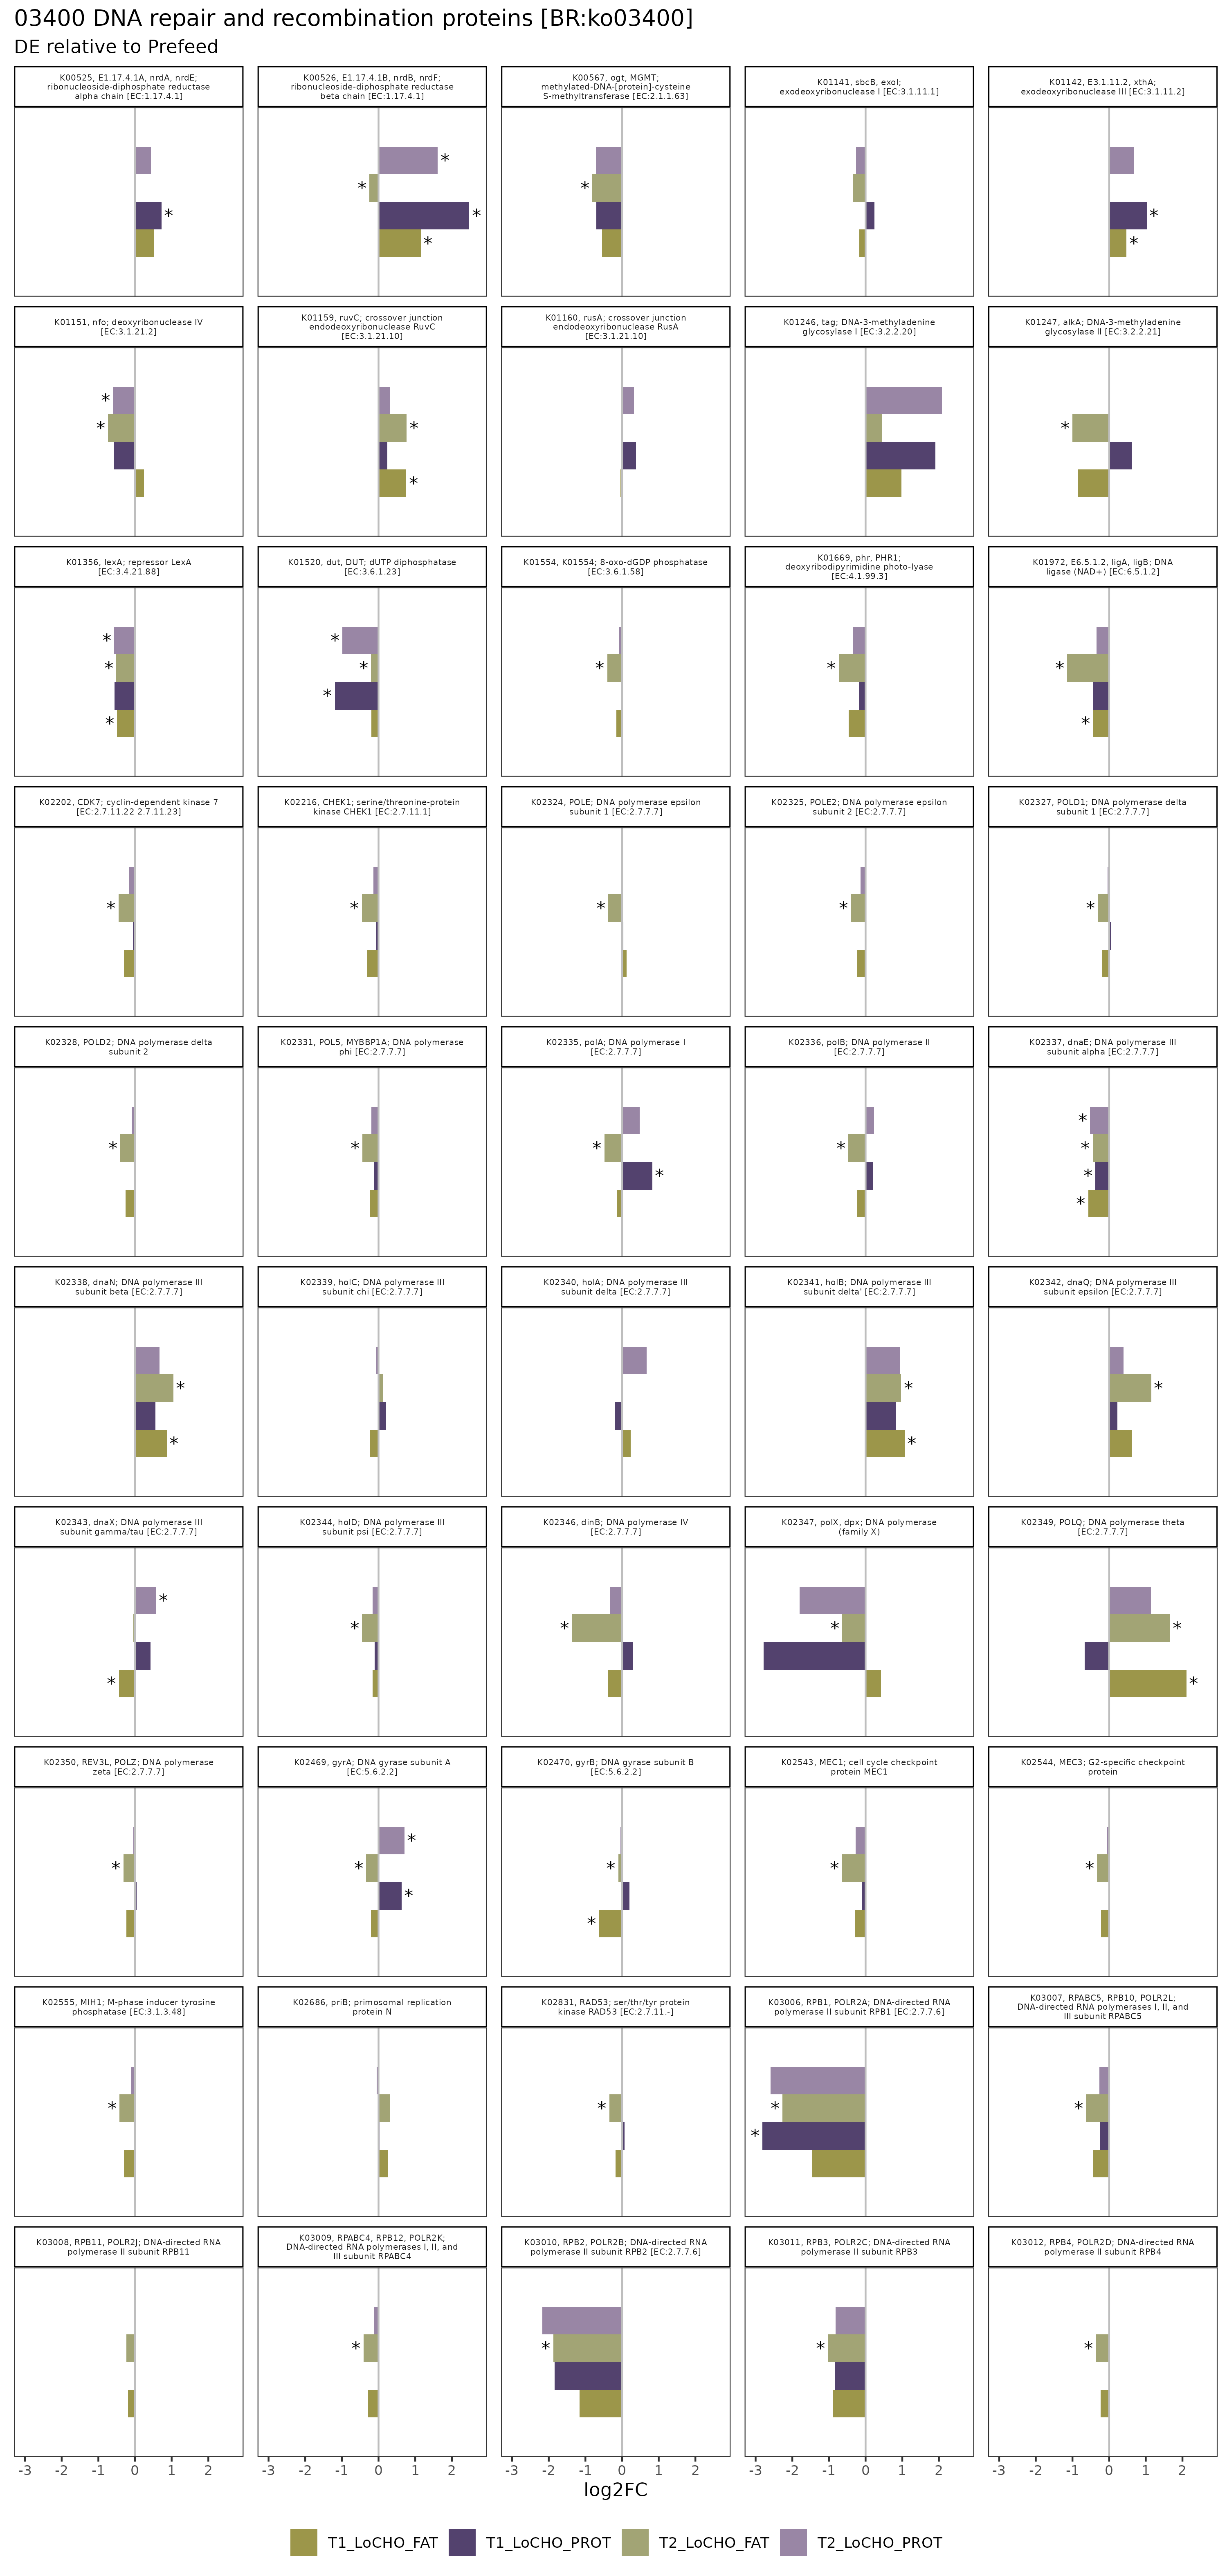 03400 DNA repair and recombination proteins [BR:ko03400]
DE relative to Prefeed
K00525, E1.17.4.1A, nrdA, nrdE;
ribonucleoside-diphosphate reductase
alpha chain [EC:1.17.4.1]
K00526, E1.17.4.1B, nrdB, nrdF;
ribonucleoside-diphosphate reductase
beta chain [EC:1.17.4.1]
K00567, ogt, MGMT;
methylated-DNA-[protein]-cysteine
S-methyltransferase [EC:2.1.1.63]
K01141, sbcB, exoI;
exodeoxyribonuclease I [EC:3.1.11.1]
K01142, E3.1.11.2, xthA;
exodeoxyribonuclease III [EC:3.1.11.2]
*
* * * *
*
* *
K01151, nfo; deoxyribonuclease IV
[EC:3.1.21.2]
K01159, ruvC; crossover junction
endodeoxyribonuclease RuvC
[EC:3.1.21.10]
K01160, rusA; crossover junction
endodeoxyribonuclease RusA
[EC:3.1.21.10]
K01246, tag; DNA-3-methyladenine
glycosylase I [EC:3.2.2.20]
K01247, alkA; DNA-3-methyladenine
glycosylase II [EC:3.2.2.21]
* *
* *
*
K01356, lexA; repressor LexA
[EC:3.4.21.88]
K01520, dut, DUT; dUTP diphosphatase
[EC:3.6.1.23]
K01554, K01554; 8-oxo-dGDP phosphatase
[EC:3.6.1.58]
K01669, phr, PHR1;
deoxyribodipyrimidine photo-lyase
[EC:4.1.99.3]
K01972, E6.5.1.2, ligA, ligB; DNA
ligase (NAD+) [EC:6.5.1.2]
* * *
* * *
*
*
* *
K02202, CDK7; cyclin-dependent kinase 7
[EC:2.7.11.22 2.7.11.23]
K02216, CHEK1; serine/threonine-protein
kinase CHEK1 [EC:2.7.11.1]
K02324, POLE; DNA polymerase epsilon
subunit 1 [EC:2.7.7.7]
K02325, POLE2; DNA polymerase epsilon
subunit 2 [EC:2.7.7.7]
K02327, POLD1; DNA polymerase delta
subunit 1 [EC:2.7.7.7]
*
*
*
*
*
K02328, POLD2; DNA polymerase delta
subunit 2
K02331, POL5, MYBBP1A; DNA polymerase
phi [EC:2.7.7.7]
K02335, polA; DNA polymerase I
[EC:2.7.7.7]
K02336, polB; DNA polymerase II
[EC:2.7.7.7]
K02337, dnaE; DNA polymerase III
subunit alpha [EC:2.7.7.7]
*
*
* *
*
* * * *
K02338, dnaN; DNA polymerase III
subunit beta [EC:2.7.7.7]
K02339, holC; DNA polymerase III
subunit chi [EC:2.7.7.7]
K02340, holA; DNA polymerase III
subunit delta [EC:2.7.7.7]
K02341, holB; DNA polymerase III
subunit delta' [EC:2.7.7.7]
K02342, dnaQ; DNA polymerase III
subunit epsilon [EC:2.7.7.7]
* *
* *
*
K02343, dnaX; DNA polymerase III
subunit gamma/tau [EC:2.7.7.7]
K02344, holD; DNA polymerase III
subunit psi [EC:2.7.7.7]
K02346, dinB; DNA polymerase IV
[EC:2.7.7.7]
K02347, polX, dpx; DNA polymerase
(family X)
K02349, POLQ; DNA polymerase theta
[EC:2.7.7.7]
* *
*
*
*
* *
K02350, REV3L, POLZ; DNA polymerase
zeta [EC:2.7.7.7]
K02469, gyrA; DNA gyrase subunit A
[EC:5.6.2.2]
K02470, gyrB; DNA gyrase subunit B
[EC:5.6.2.2]
K02543, MEC1; cell cycle checkpoint
protein MEC1
K02544, MEC3; G2-specific checkpoint
protein
*
* * *
* *
*
*
K02555, MIH1; M-phase inducer tyrosine
phosphatase [EC:3.1.3.48]
K02686, priB; primosomal replication
protein N
K02831, RAD53; ser/thr/tyr protein
kinase RAD53 [EC:2.7.11.-]
K03006, RPB1, POLR2A; DNA-directed RNA
polymerase II subunit RPB1 [EC:2.7.7.6]
K03007, RPABC5, RPB10, POLR2L;
DNA-directed RNA polymerases I, II, and
III subunit RPABC5
*
*
* *
*
K03008, RPB11, POLR2J; DNA-directed RNA
polymerase II subunit RPB11
K03009, RPABC4, RPB12, POLR2K;
DNA-directed RNA polymerases I, II, and
III subunit RPABC4
K03010, RPB2, POLR2B; DNA-directed RNA
polymerase II subunit RPB2 [EC:2.7.7.6]
K03011, RPB3, POLR2C; DNA-directed RNA
polymerase II subunit RPB3
K03012, RPB4, POLR2D; DNA-directed RNA
polymerase II subunit RPB4
*
*
*
*
-3 -2 -1 0 1 2 -3 -2 -1 0 1 2 -3 -2 -1 0 1 2 -3 -2 -1 0 1 2 -3 -2 -1 0 1 2
log2FC
T1_LoCHO_FAT T1_LoCHO_PROT T2_LoCHO_FAT T2_LoCHO_PROT